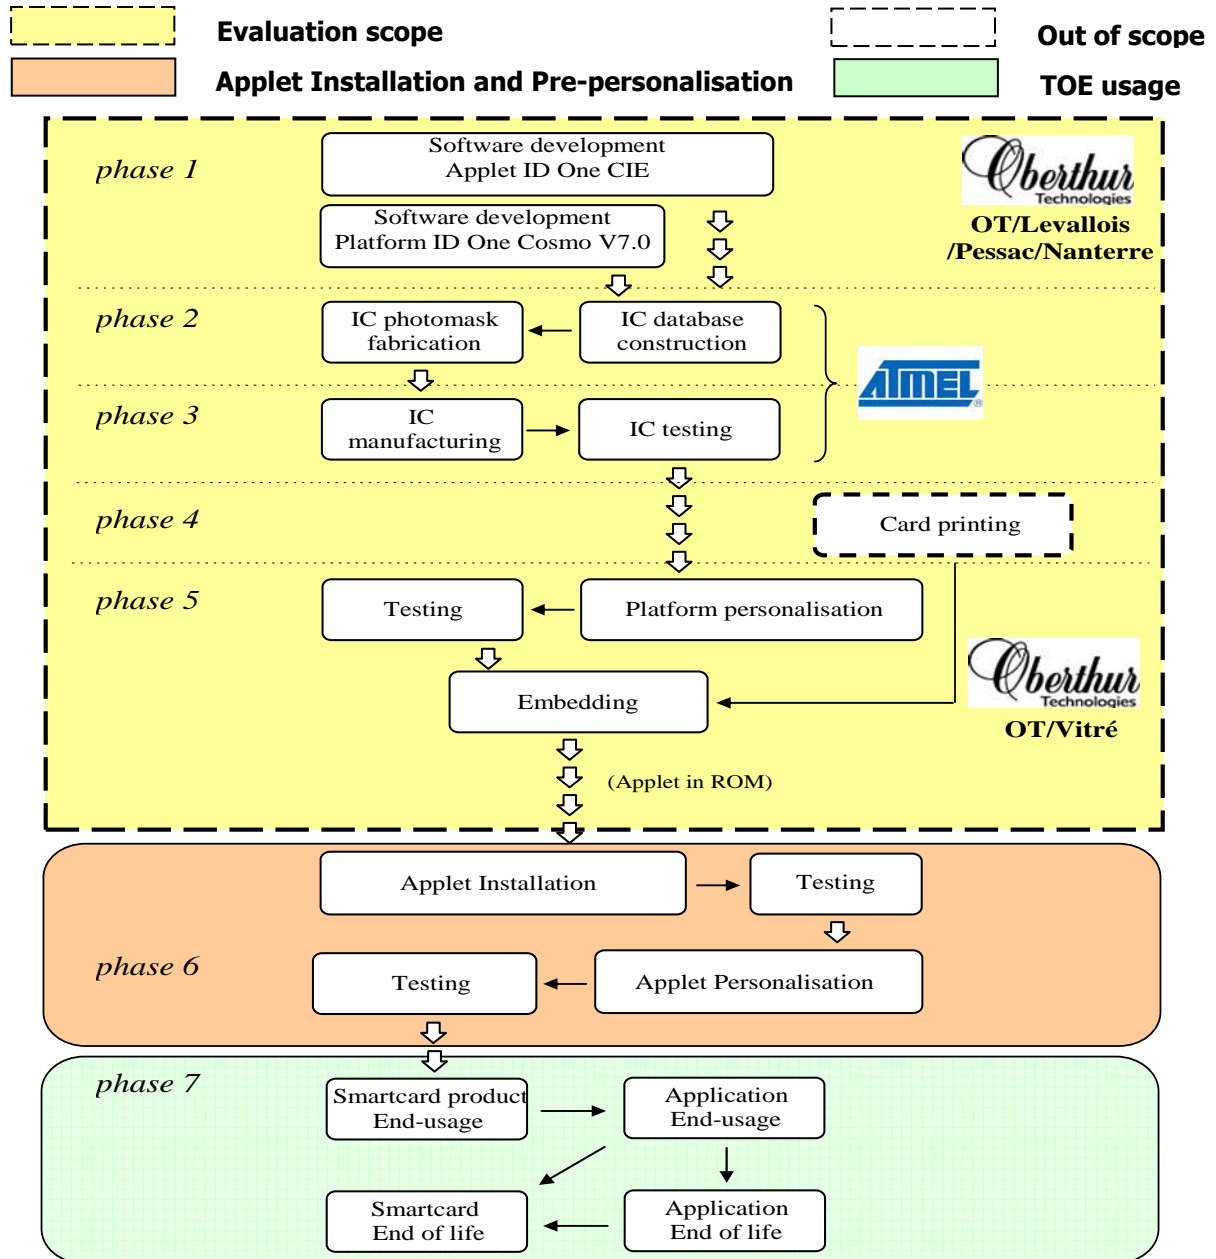 Evaluation scope
Out of scope
Applet Installation and Pre-personalisation
TOE usage
phase 1
Software development
Applet ID One CIE
Oberthur
Technologies
OT/Levallois
/Pessac/Nanterre
Software development
Platform ID One Cosmo V7.0
phase 2
IC photomask
fabrication
IC database
construction
ATMEL
®
phase 3
IC
manufacturing
IC testing
phase 4
Card printing
phase 5
Testing
Platform personalisation
Embedding
Oberthur
Technologies
OT/Vitré
(Applet in ROM)
Applet Installation
Testing
phase 6
Testing
Applet Personalisation
phase 7
Smartcard product
End-usage
Application
End-usage
Smartcard
End of life
Application
End of life